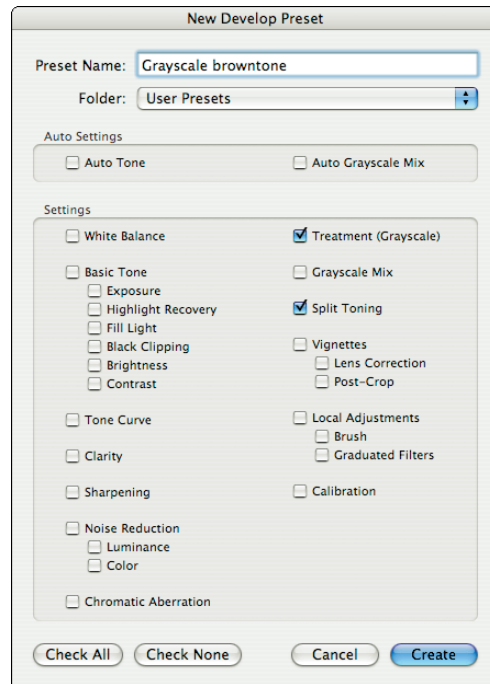 New Develop Preset
Preset Name: Grayscale browntone
Folder: User Presets
Auto Settings
Auto Tone
Auto Grayscale Mix
Settings
White Balance
Basic Tone
Exposure
Highlight Recovery
Fill Light
Black Clipping
Brightness
Contrast
Tone Curve
Clarity
Sharpening
Noise Reduction
Luminance
Color
Chromatic Aberration
Treatment (Grayscale)
Grayscale Mix
Split Toning
Vignettes
Lens Correction
Post-Crop
Local Adjustments
Brush
Graduated Filters
Calibration
Check All
Check None
Cancel
Create